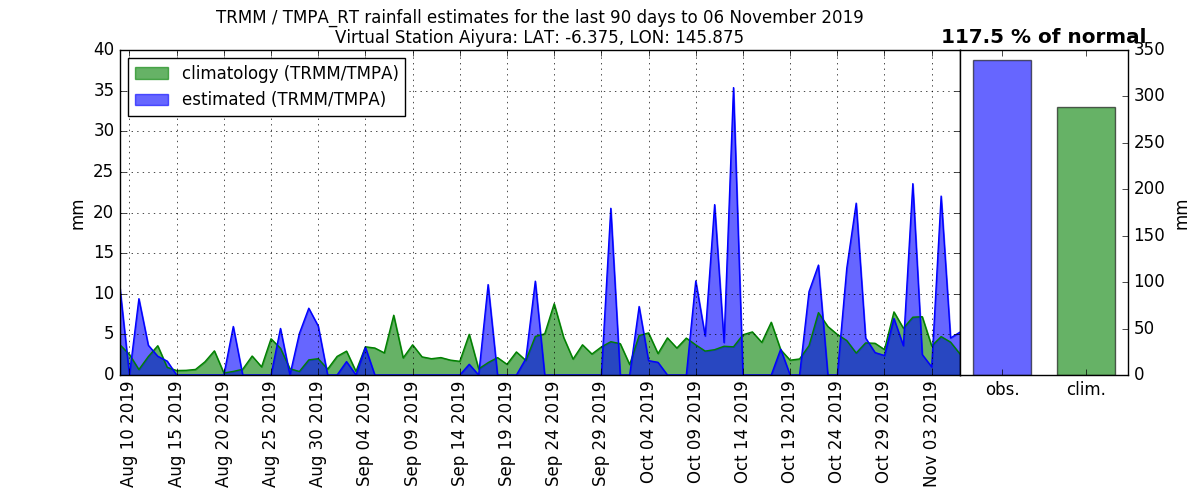 TRMM / TMPA_RT rainfall estimates for the last 90 days to 06 November 2019
Virtual Station Aiyura: LAT: -6.375, LON: 145.875
117.5 % of normal
climatology (TRMM/TMPA)
estimated (TRMM/TMPA)
mm
40
35
30
25
20
15
10
5
0
Aug 10 2019
Aug 15 2019
Aug 20 2019
Aug 25 2019
Aug 30 2019
Sep 04 2019
Sep 09 2019
Sep 14 2019
Sep 19 2019
Sep 24 2019
Sep 29 2019
Oct 04 2019
Oct 09 2019
Oct 14 2019
Oct 19 2019
Oct 24 2019
Oct 29 2019
Nov 03 2019
obs.
clim.
350
300
250
200
150
100
50
0
mm